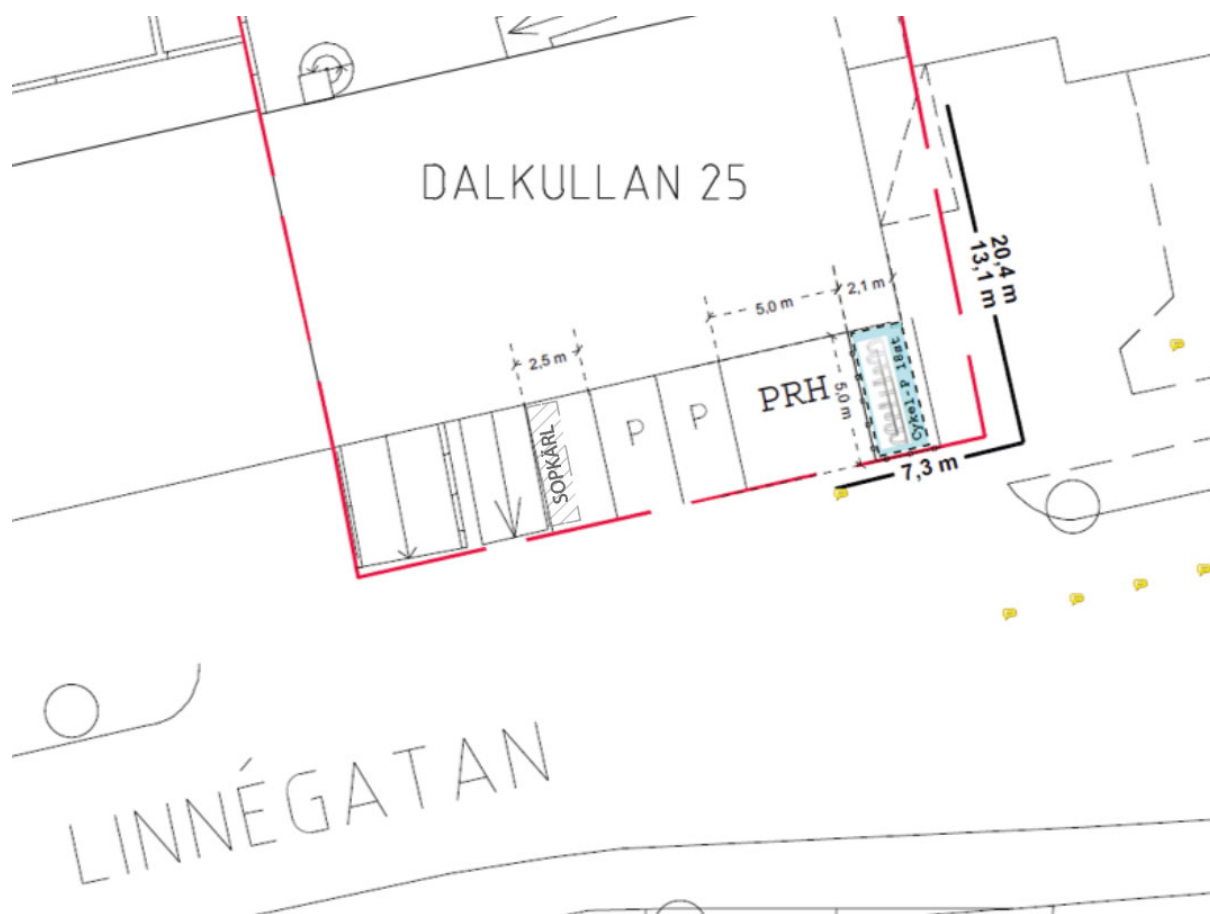 DALKULLAN 25
20,4 m
13,1 m
2,1 m
5,0 m
2,5 m
PRH
5,0 m
Cykel-P 18st
P
P
SOPKÄRL
7,3 m
LINNÉGATAN